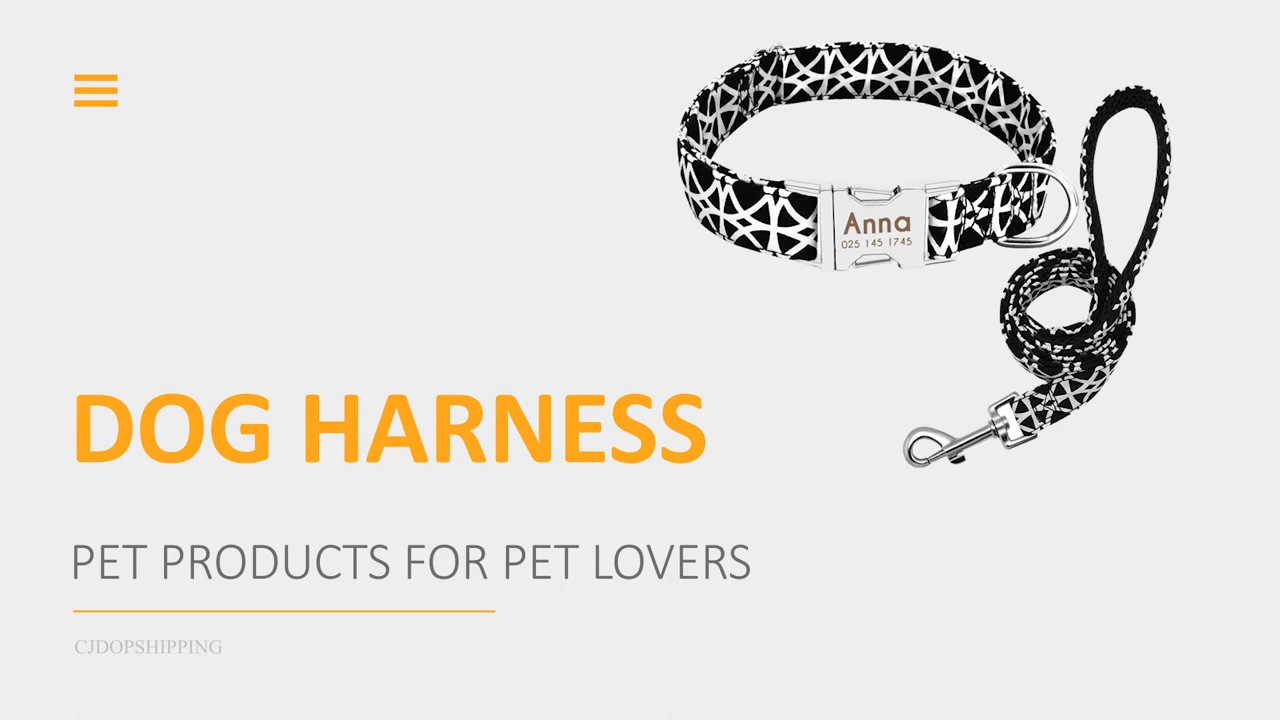 Anna
025 145 1745
DOG HARNESS
PET PRODUCTS FOR PET LOVERS
CJDOPSHIPPING